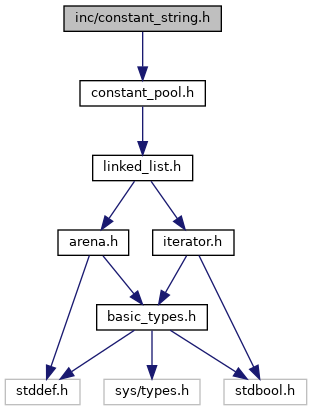 inc/constant_string.h
constant_pool.h
linked_list.h
arena.h
iterator.h
basic_types.h
stddef.h
sys/types.h
stdbool.h